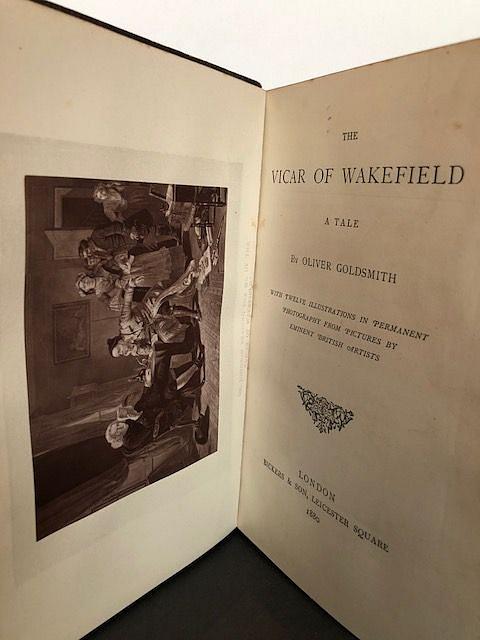 THE
VICAR OF WAKEFIELD
A TALE
BY OLIVER GOLDSMITH
WITH TWELVE ILLUSTRATIONS IN PERMANENT
PHOTOGRAPHY FROM PICTURES BY
EMINENT BRITISH ARTISTS
LONDON
BICKERS & SON, LEICESTER SQUARE
1880